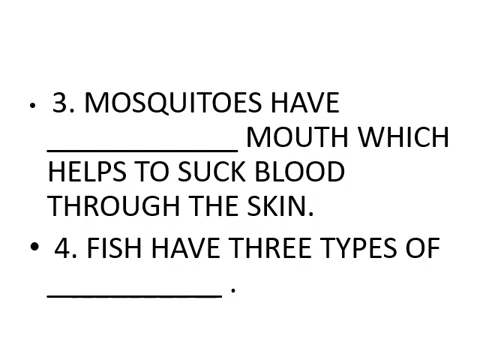 • 3. MOSQUITOES HAVE
_____________ MOUTH WHICH
HELPS TO SUCK BLOOD
THROUGH THE SKIN.
• 4. FISH HAVE THREE TYPES OF
____________ .